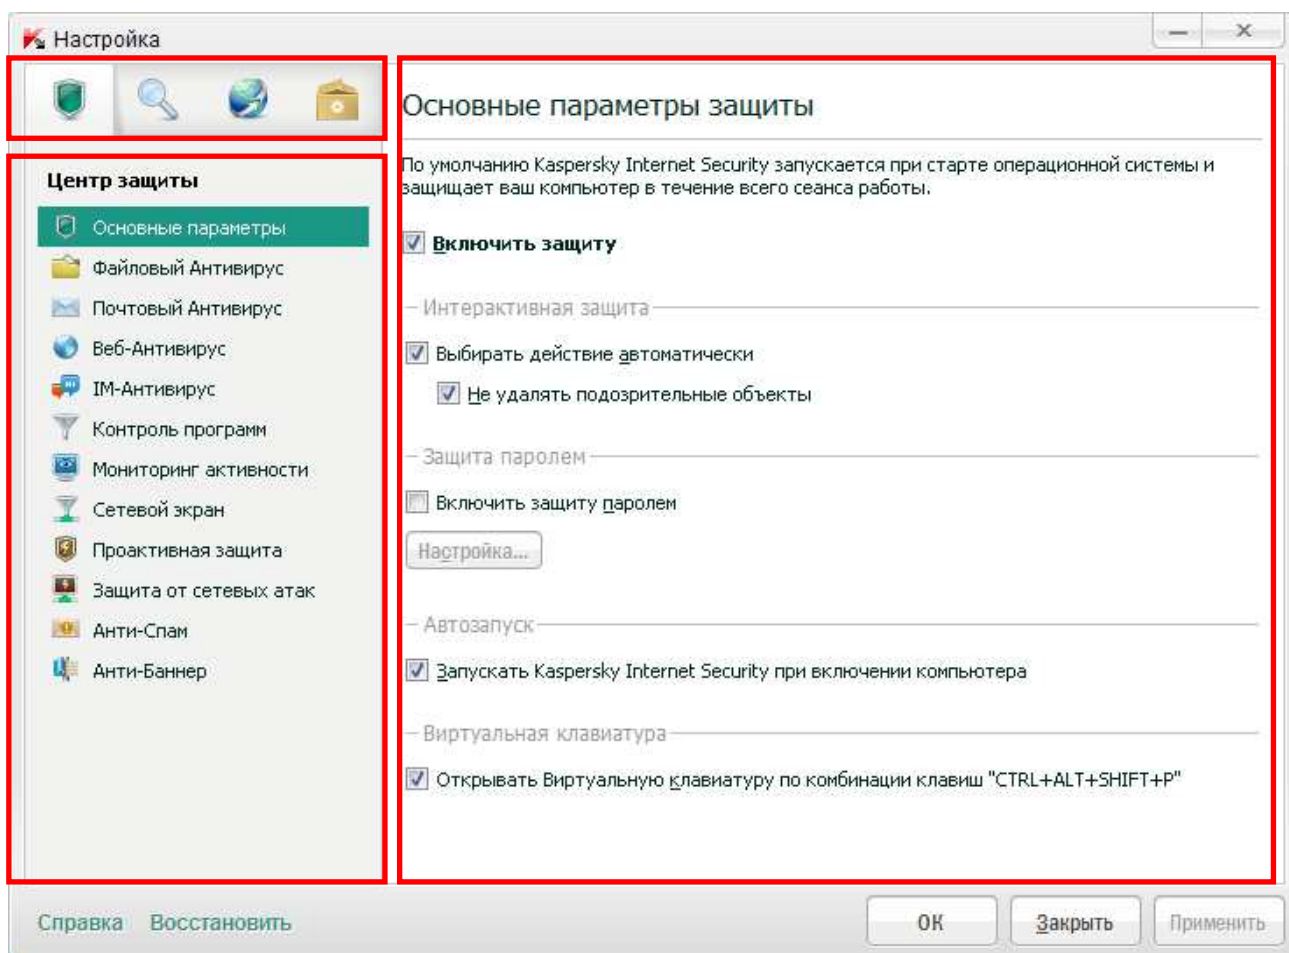 Настройка
Основные параметры защиты
По умолчанию Kaspersky Internet Security запускается при старте операционной системы и
защищает ваш компьютер в течение всего сеанса работы.
Включить защиту
Интерактивная защита
Выбирать действие автоматически
Не удалять подозрительные объекты
Защита паролем
Включить защиту паролем
Настройка...
Автозапуск
Запускать Kaspersky Internet Security при включении компьютера
Виртуальная клавиатура
Открывать Виртуальную клавиатуру по комбинации клавиш "CTRL+ALT+SHIFT+P"
Центр защиты
Основные параметры
Файловый Антивирус
Почтовый Антивирус
Веб-Антивирус
IM-Антивирус
Контроль программ
Мониторинг активности
Сетевой экран
Проактивная защита
Защита от сетевых атак
Анти-Спам
Анти-Баннер
Справка Восстановить
ОК
Закрыть
Применить